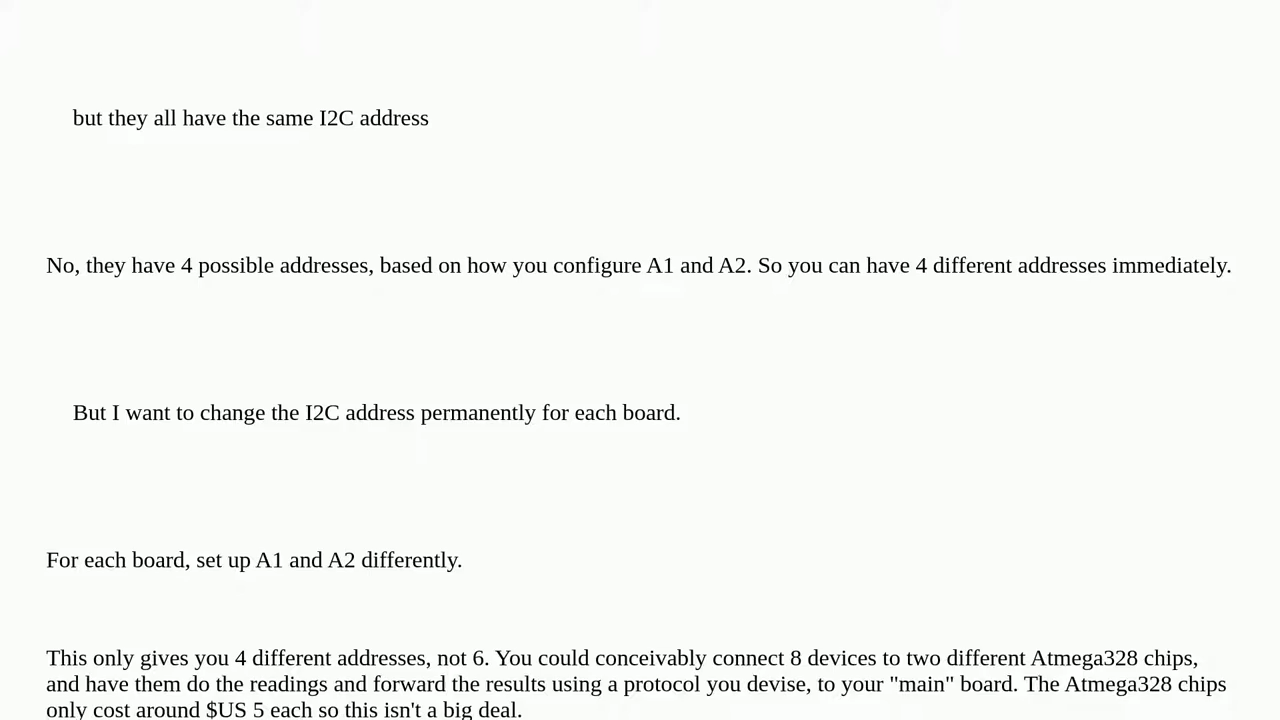 but they all have the same I2C address
No, they have 4 possible addresses, based on how you configure A1 and A2. So you can have 4 different addresses immediately.
But I want to change the I2C address permanently for each board.
For each board, set up A1 and A2 differently.
This only gives you 4 different addresses, not 6. You could conceivably connect 8 devices to two different Atmega328 chips,
and have them do the readings and forward the results using a protocol you devise, to your "main" board. The Atmega328 chips
only cost around $US 5 each so this isn't a big deal.